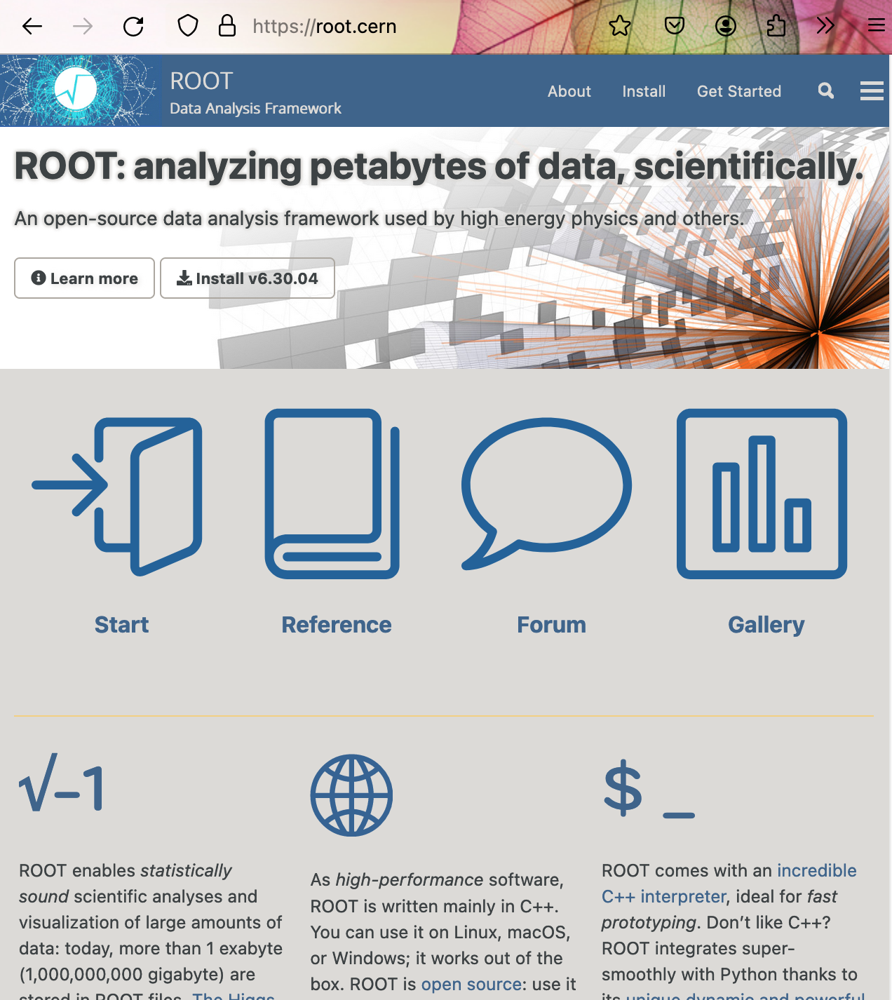 https://root.cern
ROOT
Data Analysis Framework
About
Install
Get Started
ROOT: analyzing petabytes of data, scientifically.
An open-source data analysis framework used by high energy physics and others.
Learn more
Install v6.30.04
Start
Reference
Forum
Gallery
√-1
ROOT enables statistically
sound scientific analyses and
visualization of large amounts of
data: today, more than 1 exabyte
(1,000,000,000 gigabyte) are
stored in ROOT files. The Higgs
As high-performance software,
ROOT is written mainly in C++.
You can use it on Linux, macOS,
or Windows; it works out of the
box. ROOT is open source: use it
$ _
ROOT comes with an incredible
C++ interpreter, ideal for fast
prototyping. Don’t like C++?
ROOT integrates super-
smoothly with Python thanks to
its unique dynamic and powerful